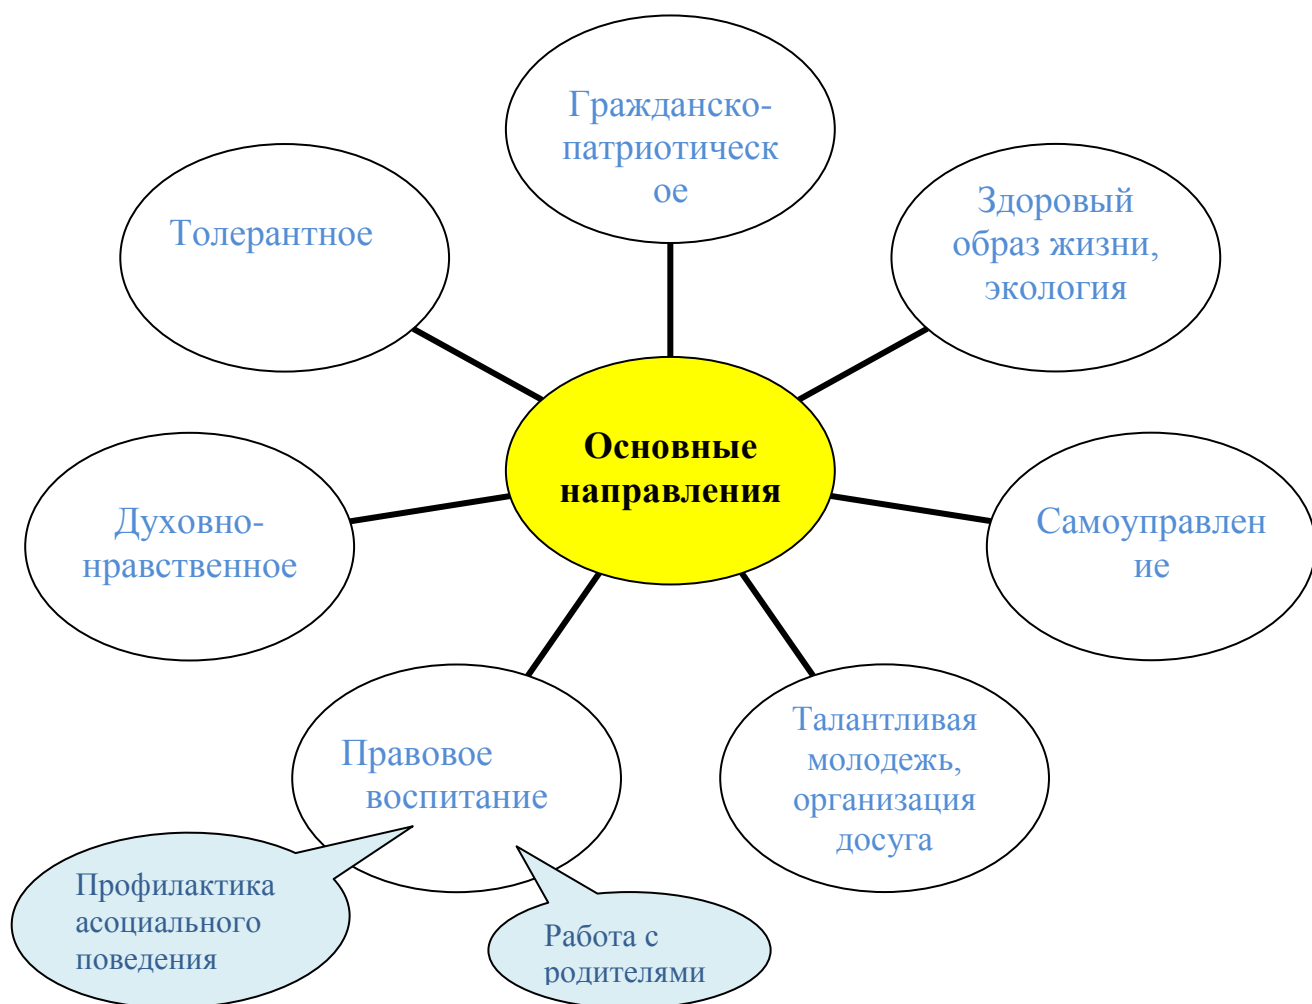 Гражданско-
патриотическ
ое
Толерантное
Здоровый
образ жизни,
экология
Основные
направления
Духовно-
нравственное
Самоуправлен
ие
Правовое
воспитание
Талантливая
молодежь,
организация
досуга
Профилактика
асоциального
поведения
Работа с
родителями